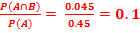 P(A∩B)/P(A) = 0.045/0.45 = 0.1